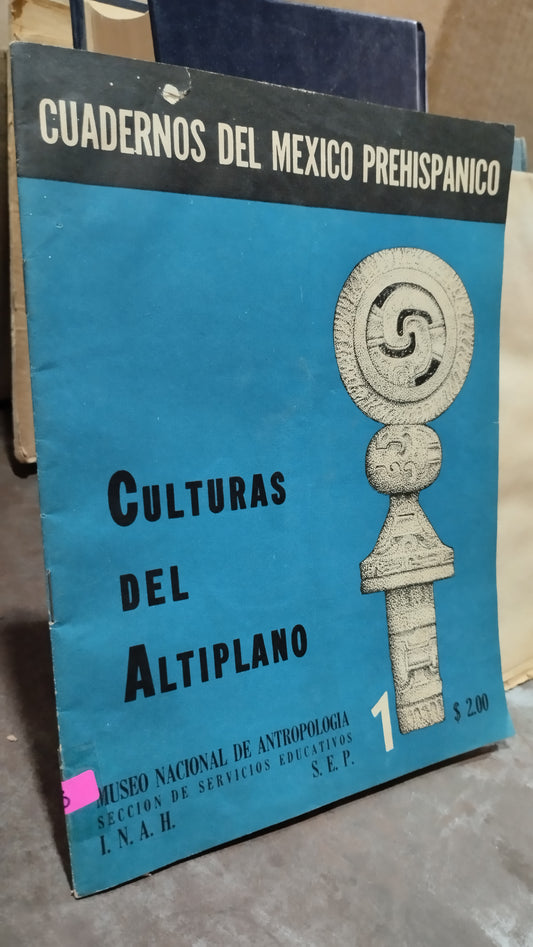 CUADERNOS DEL MEXICO PREHISPANICO
CULTURAS
DEL
ALTIPLANO
1
$ 2.00
MUSEO NACIONAL DE ANTROPOLOGIA
SECCION DE SERVICIOS EDUCATIVOS
I. N. A. H. S. E. P.